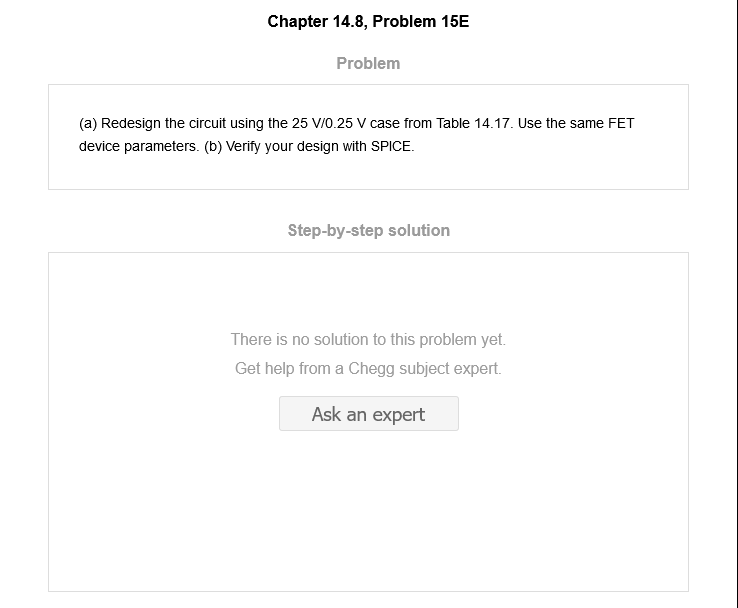 Chapter 14.8, Problem 15E
Problem
(a) Redesign the circuit using the 25 V/0.25 V case from Table 14.17. Use the same FET
device parameters. (b) Verify your design with SPICE.
Step-by-step solution
There is no solution to this problem yet.
Get help from a Chegg subject expert.
Ask an expert